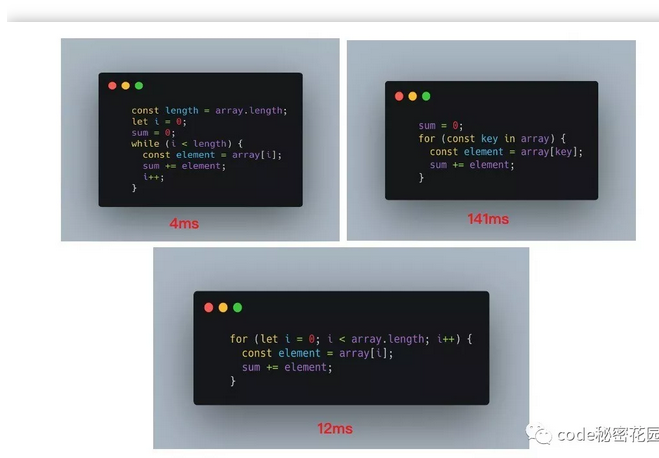 const length = array.length;
let i = 0;
sum = 0;
while (i < length) {
  const element = array[i];
  sum += element;
  i++;
}
4ms
sum = 0;
for (const key in array) {
  const element = array[key];
  sum += element;
}
141ms
for (let i = 0; i < array.length; i++) {
  const element = array[i];
  sum += element;
}
12ms
code秘密花园